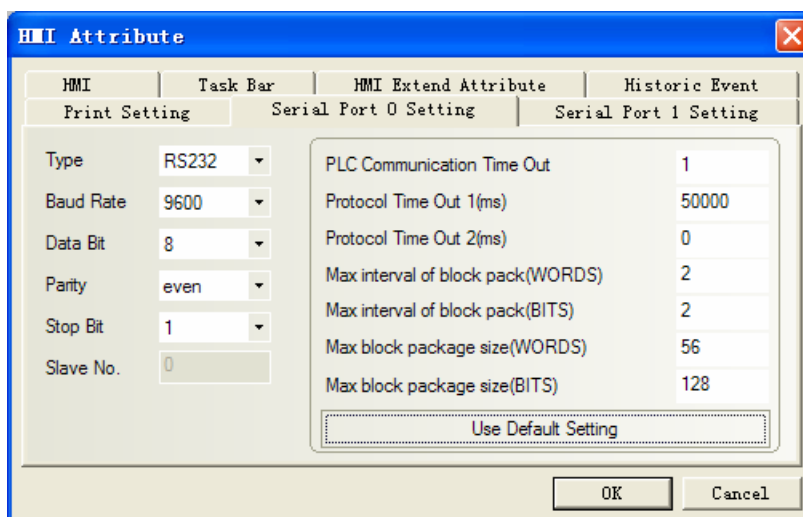 HMI Attribute
HMI Task Bar HMI Extend Attribute Historic Event
Print Setting Serial Port 0 Setting Serial Port 1 Setting
Type RS232
Baud Rate 9600
Data Bit 8
Parity even
Stop Bit 1
Slave No. 0
PLC Communication Time Out 1
Protocol Time Out 1(ms) 50000
Protocol Time Out 2(ms) 0
Max interval of block pack(WORDS) 2
Max interval of block pack(BITS) 2
Max block package size(WORDS) 56
Max block package size(BITS) 128
Use Default Setting
OK Cancel